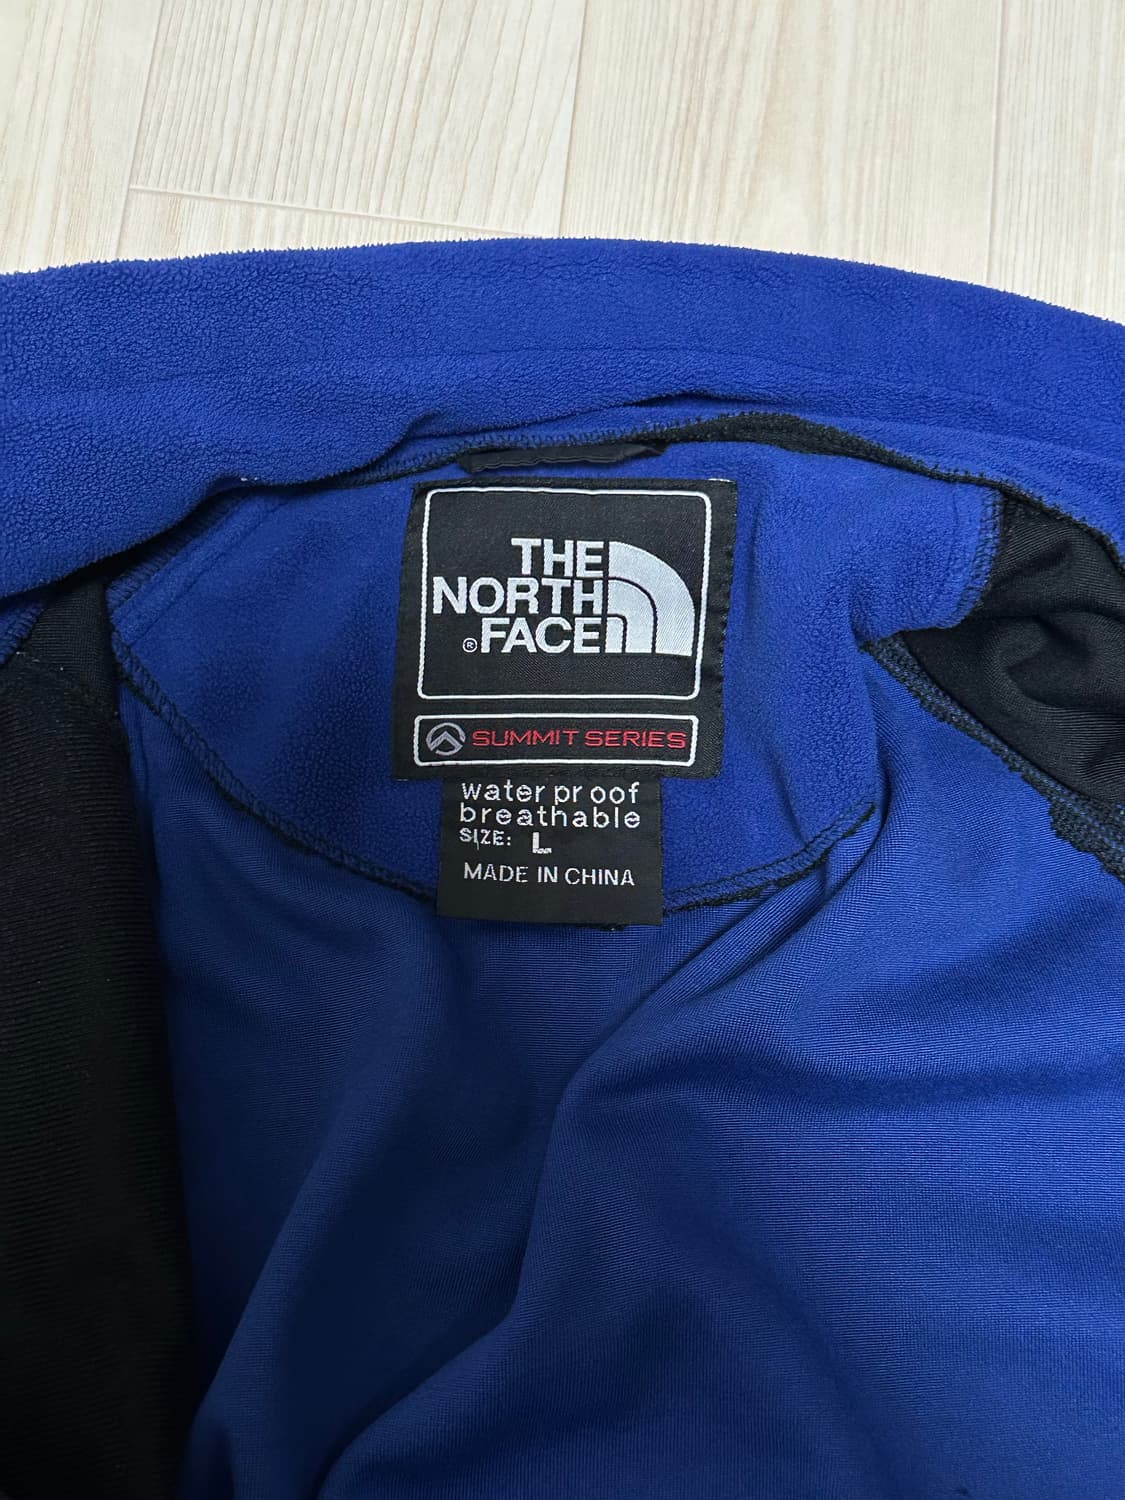 THE
NORTH
® FACE
SUMMIT SERIES
water pr oof
breathable
SIZE: L
MADE IN CHINA